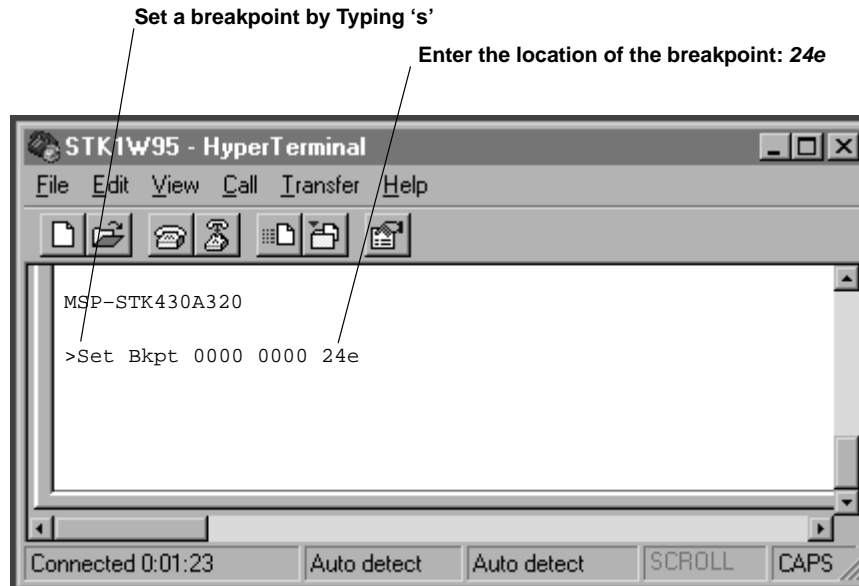 Set a breakpoint by Typing ‘s’
Enter the location of the breakpoint: 24e
STK1W95 - HyperTerminal
File Edit View Call Transfer Help
MSP–STK430A320
>Set Bkpt 0000 0000 24e
Connected 0:01:23 Auto detect Auto detect SCROLL CAPS